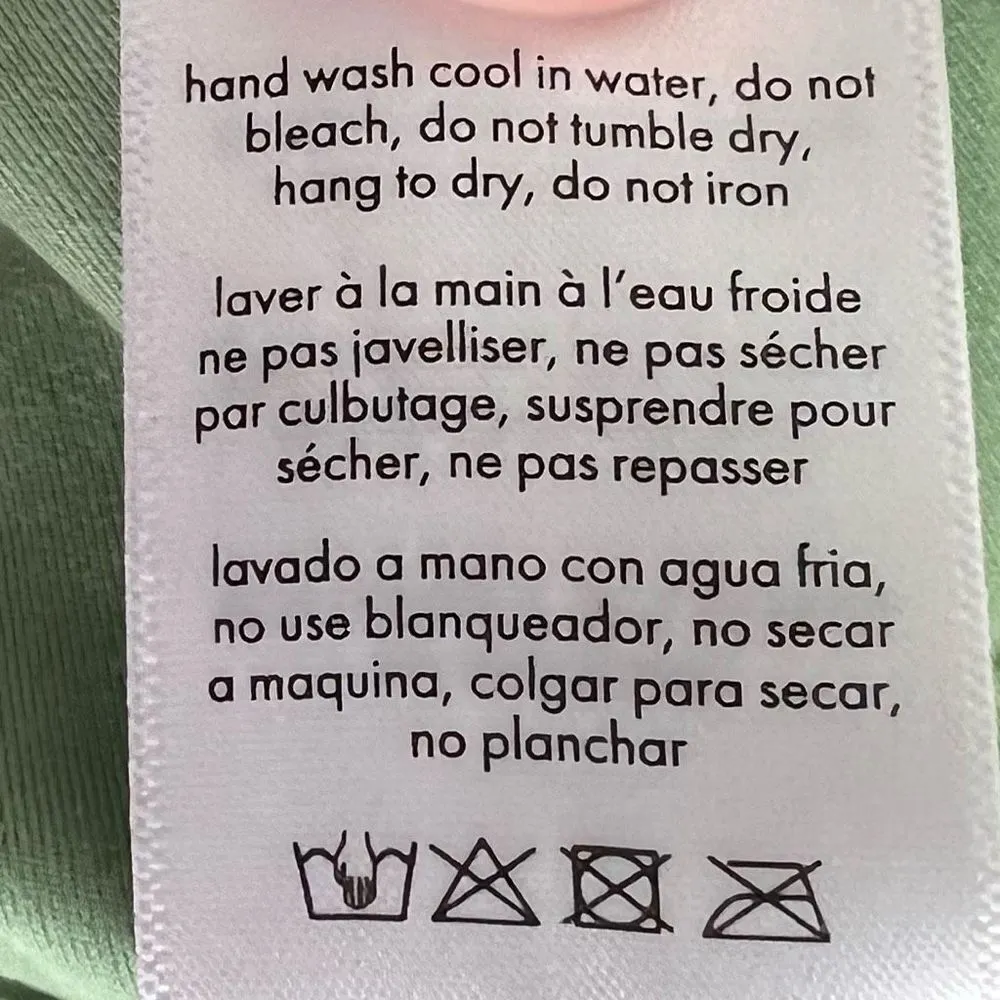 hand wash cool in water, do not
bleach, do not tumble dry,
hang to dry, do not iron
laver à la main à l'eau froide
ne pas javelliser, ne pas sécher
par culbutage, susprendre pour
sécher, ne pas repasser
lavado a mano con agua fria,
no use blanqueador, no secar
a maquina, colgar para secar,
no planchar